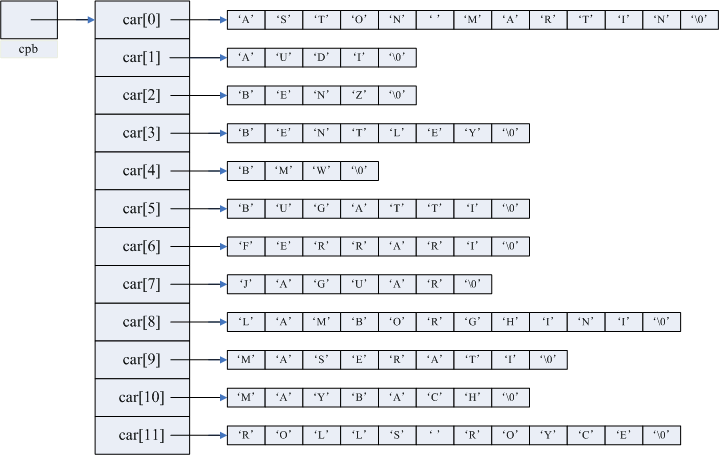 car[0] ‘A’ ‘S’ ‘T’ ‘O’ ‘N’ ‘ ’ ‘M’ ‘A’ ‘R’ ‘T’ ‘I’ ‘N’ ‘\0’
cpb
car[1] ‘A’ ‘U’ ‘D’ ‘I’ ‘\0’
car[2] ‘B’ ‘E’ ‘N’ ‘Z’ ‘\0’
car[3] ‘B’ ‘E’ ‘N’ ‘T’ ‘L’ ‘E’ ‘Y’ ‘\0’
car[4] ‘B’ ‘M’ ‘W’ ‘\0’
car[5] ‘B’ ‘U’ ‘G’ ‘A’ ‘T’ ‘T’ ‘I’ ‘\0’
car[6] ‘F’ ‘E’ ‘R’ ‘R’ ‘A’ ‘R’ ‘I’ ‘\0’
car[7] ‘J’ ‘A’ ‘G’ ‘U’ ‘A’ ‘R’ ‘\0’
car[8] ‘L’ ‘A’ ‘M’ ‘B’ ‘O’ ‘R’ ‘G’ ‘H’ ‘I’ ‘N’ ‘I’ ‘\0’
car[9] ‘M’ ‘A’ ‘S’ ‘E’ ‘R’ ‘A’ ‘T’ ‘I’ ‘\0’
car[10] ‘M’ ‘A’ ‘Y’ ‘B’ ‘A’ ‘C’ ‘H’ ‘\0’
car[11] ‘R’ ‘O’ ‘L’ ‘L’ ‘S’ ‘ ’ ‘R’ ‘O’ ‘Y’ ‘C’ ‘E’ ‘\0’